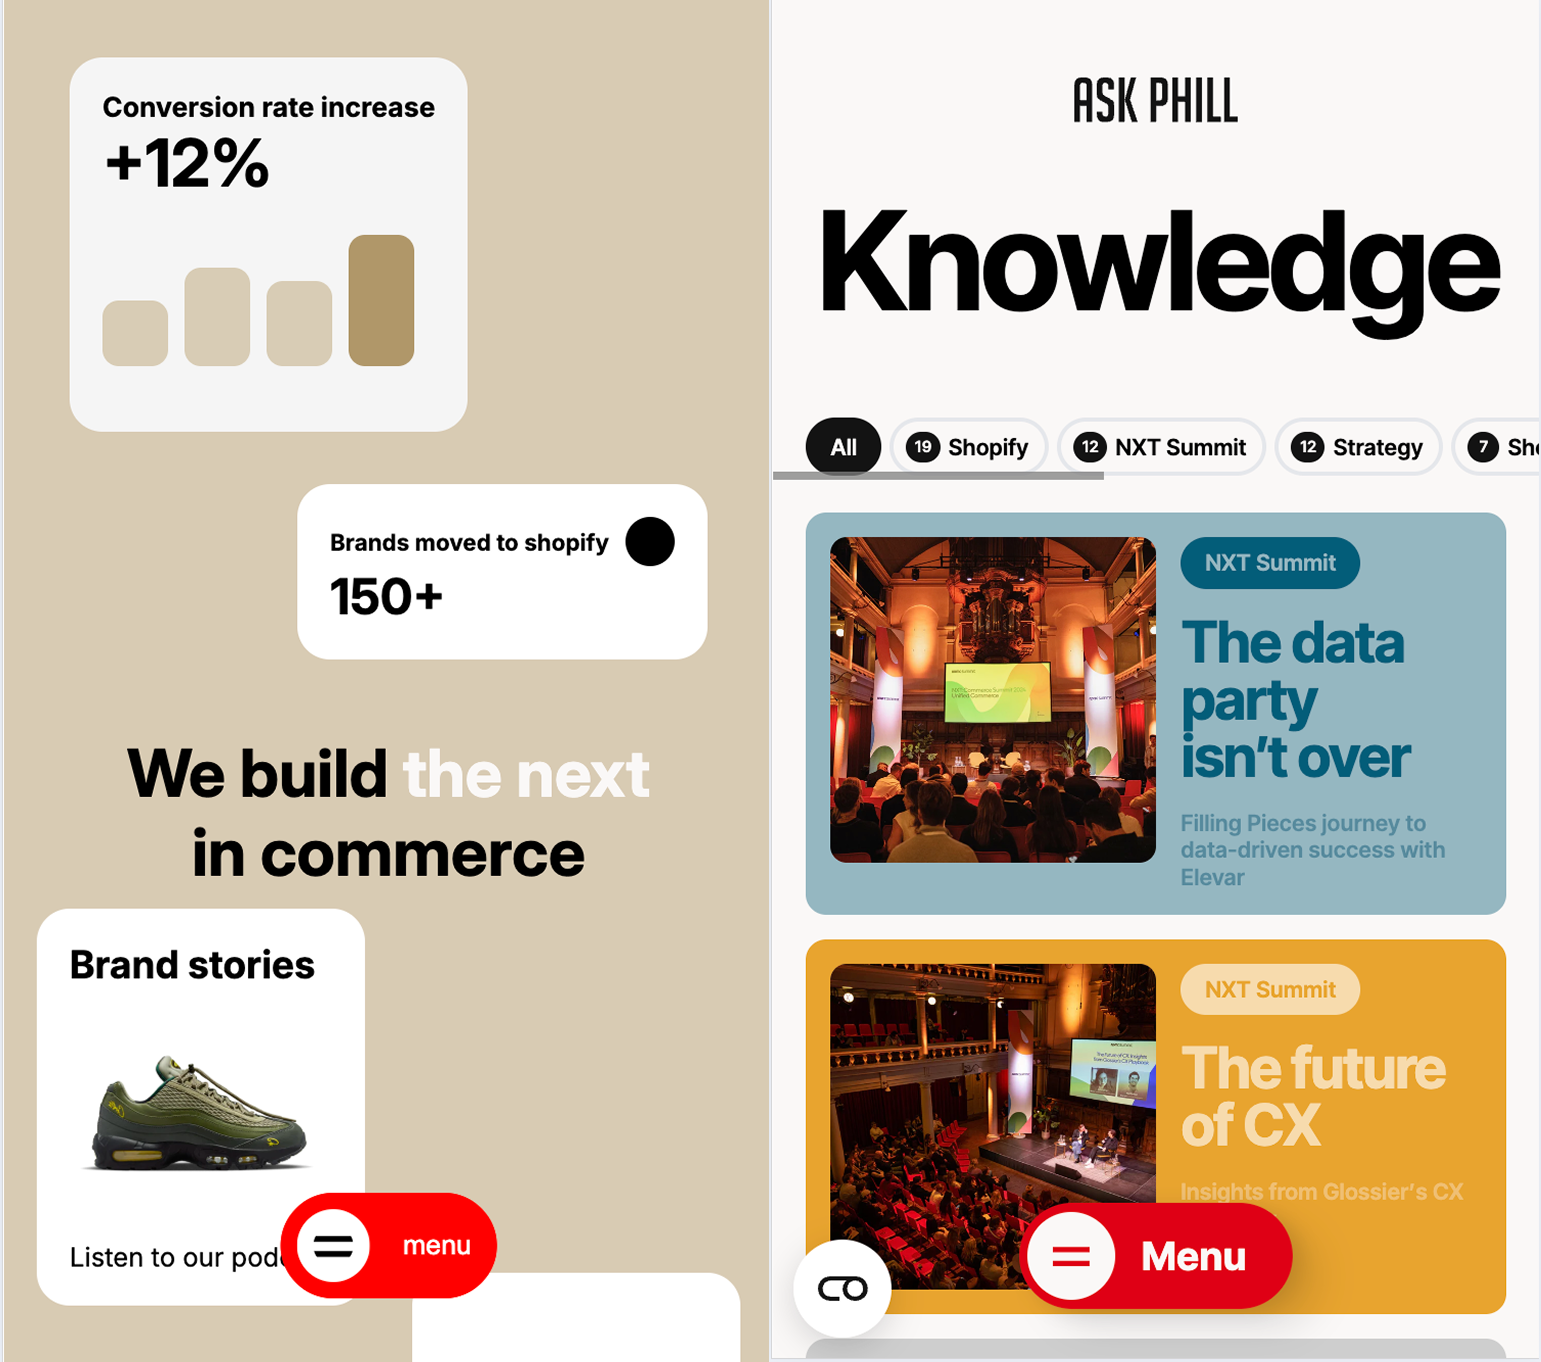 Conversion rate increase
+12%
Brands moved to shopify
150+
We build the next
in commerce
Brand stories
Listen to our pod
menu
ASK PHILL
Knowledge
All
19 Shopify
12 NXT Summit
12 Strategy
7 Sho
NXT Summit
The data
party
isn’t over
Filling Pieces journey to
data-driven success with
Elevar
NXT Summit
The future
of CX
Insights from Glossier’s CX
Menu